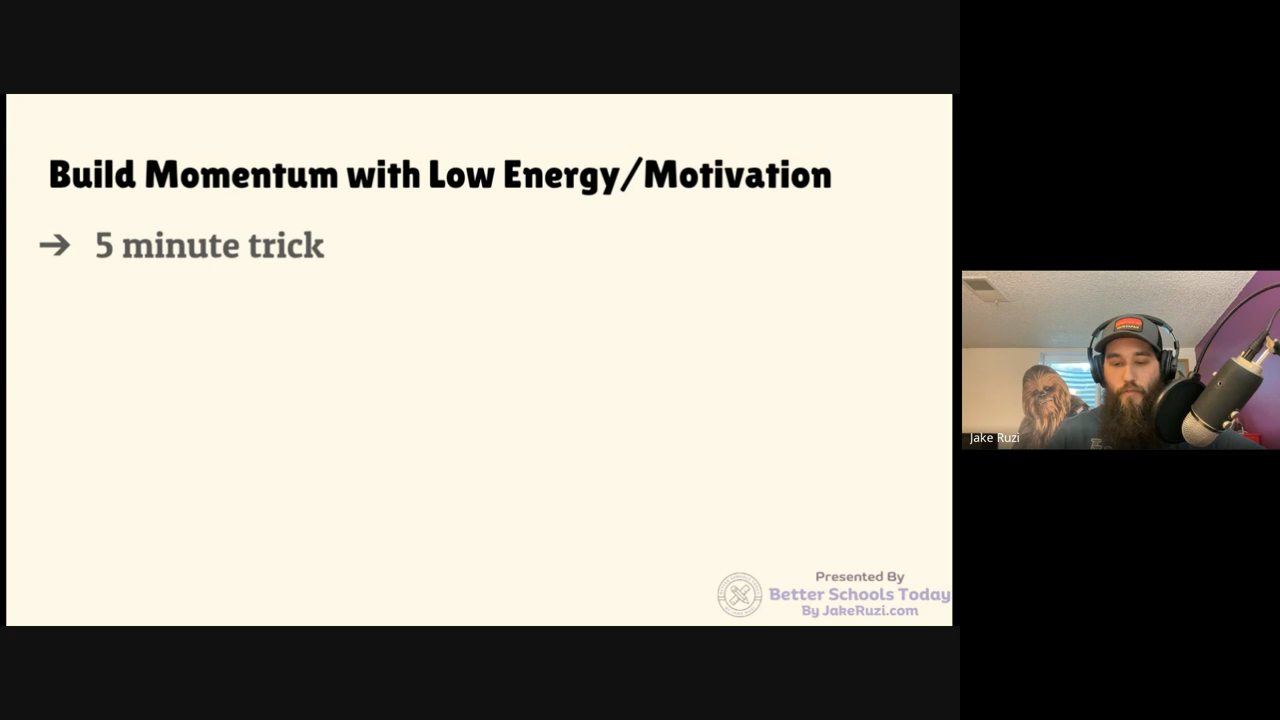 Build Momentum with Low Energy/Motivation
➔ 5 minute trick
Presented By
Better Schools Today
By JakeRuzi.com
Jake Ruzi